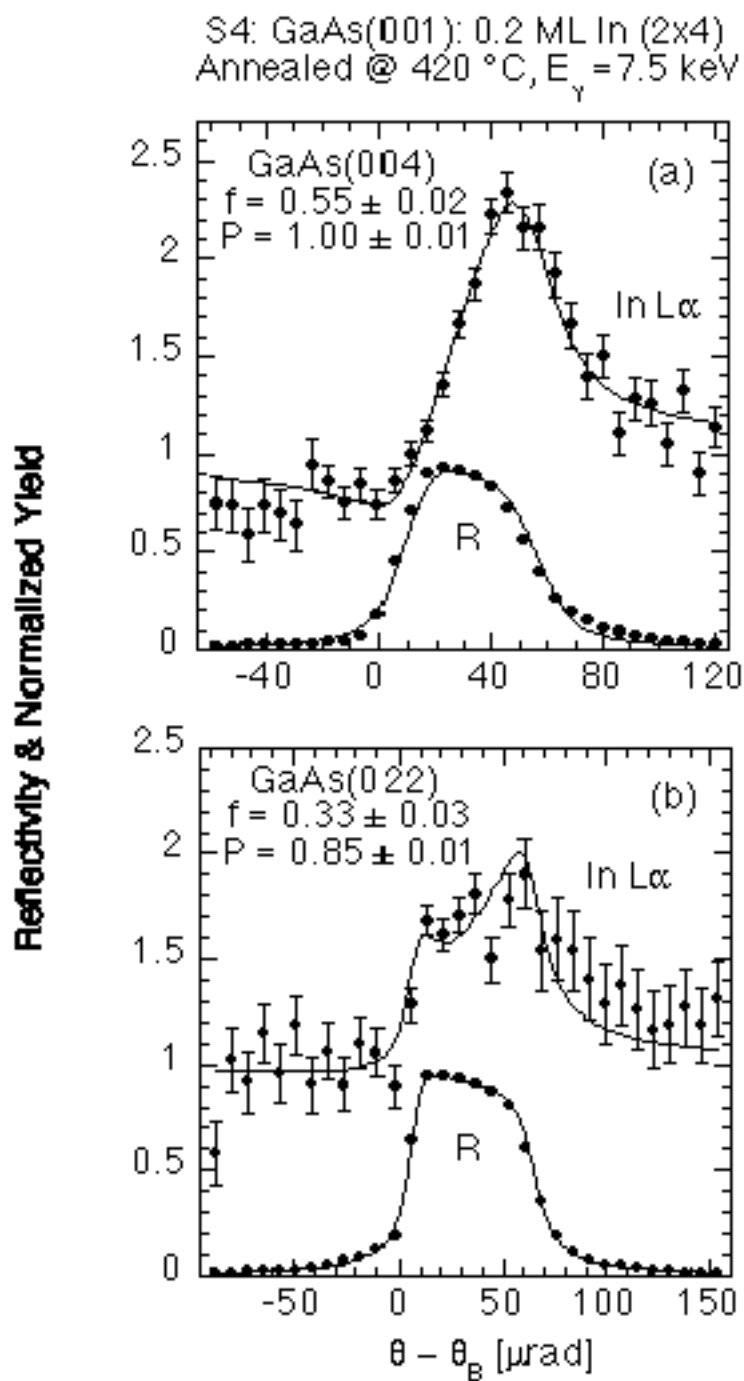 S4: GaAs(001): 0.2 ML In (2x4)
Annealed @ 420 °C, Eγ = 7.5 keV
Reflectivity & Normalized Yield
2.5
2
1.5
1
0.5
0
GaAs(004)
f = 0.55 ± 0.02
P = 1.00 ± 0.01
(a)
In Lα
R
-40 0 40 80 120
2.5
2
1.5
1
0.5
0
GaAs(022)
f = 0.33 ± 0.03
P = 0.85 ± 0.01
(b)
In Lα
R
-50 0 50 100 150
θ – θB [μrad]